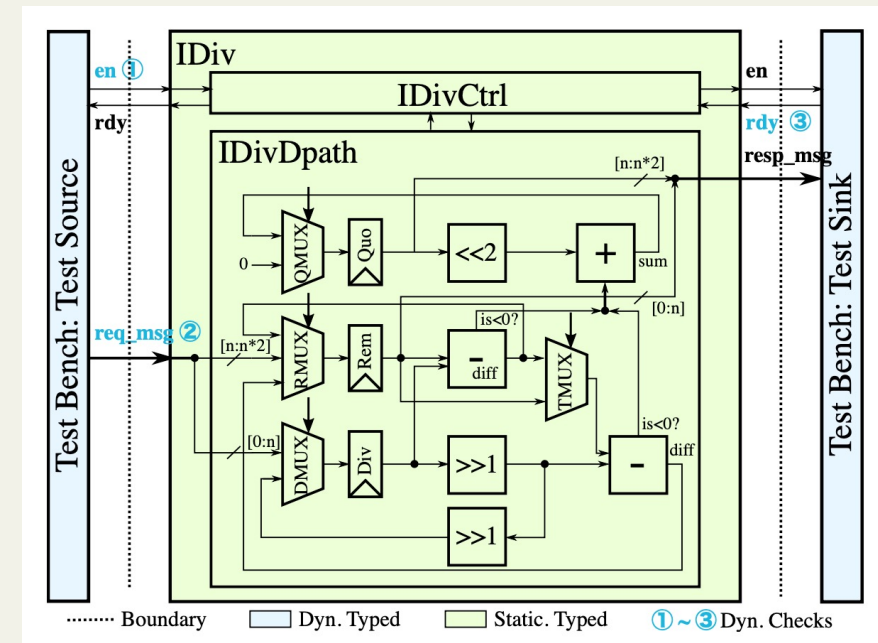 IDiv
en ①
en
IDivCtrl
rdy
rdy ③
IDivDpath
[n:n*2]
resp_msg
Test Bench: Test Source
Test Bench: Test Sink
QMUX
Quo
<<2
+
0
sum
[0:n]
is<0?
req_msg ②
[n:n*2]
RMUX
Rem
-
diff
TMUX
is<0?
[0:n]
DMUX
Div
>>1
-
diff
>>1
Boundary
Dyn. Typed
Static. Typed
①~③ Dyn. Checks